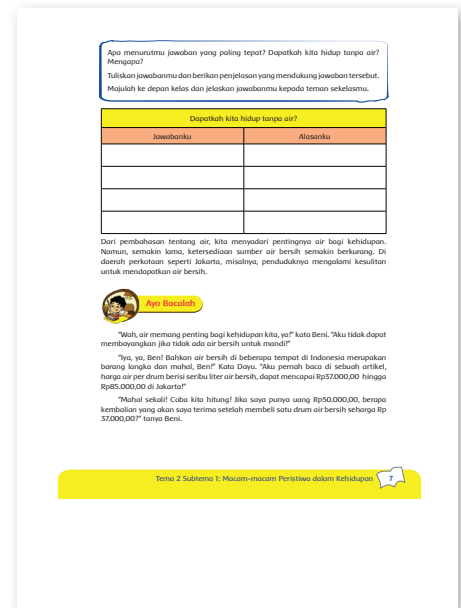 Apa menurutmu jawaban yang paling tepat? Dapatkah kita hidup tanpa air?
Mengapa?
Tuliskan jawabanmu dan berikan penjelasan yang mendukung jawaban tersebut.
Majulah ke depan kelas dan jelaskan jawabanmu kepada teman sekelasmu.
Dapatkah kita hidup tanpa air?
Jawabanku Alasanku
Dari pembahasan tentang air, kita menyadari pentingnya air bagi kehidupan.
Namun, semakin lama, ketersediaan sumber air bersih semakin berkurang. Di
daerah perkotaan seperti Jakarta, misalnya, penduduknya mengalami kesulitan
untuk mendapatkan air bersih.
Ayo Bacalah
"Wah, air memang penting bagi kehidupan kita, ya!" kata Beni. "Aku tidak dapat
membayangkan jika tidak ada air bersih untuk mandi!"
"Iya, ya, Ben! Bahkan air bersih di beberapa tempat di Indonesia merupakan
barang langka dan mahal, Ben!" Kata Dayu. "Aku pernah baca di sebuah artikel,
harga air per drum berisi seribu liter air bersih, dapat mencapai Rp37.000,00 hingga
Rp85.000,00 di Jakarta!"
"Mahal sekali! Coba kita hitung! Jika saya punya uang Rp50.000,00, berapa
kembalian yang akan saya terima setelah membeli satu drum air bersih seharga Rp
37.000,00?" tanya Beni.
Tema 2 Subtema 1: Macam-macam Peristiwa dalam Kehidupan 7